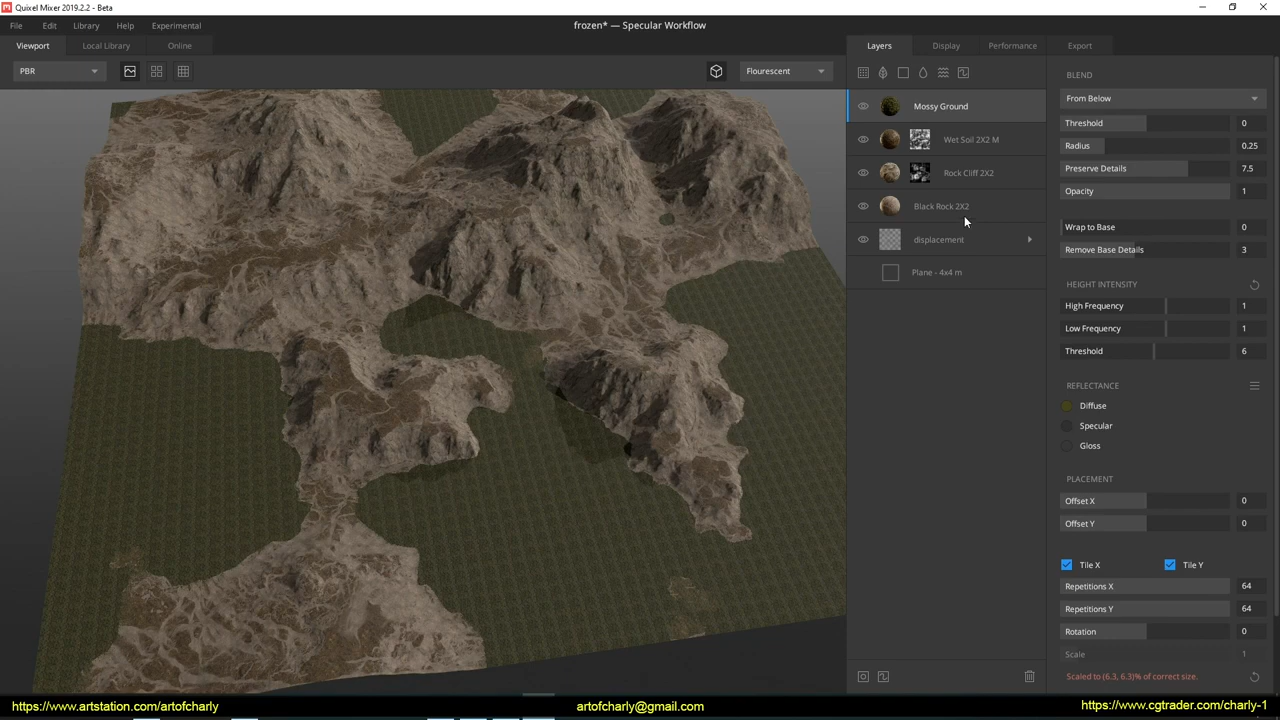 Quixel Mixer 2019.2.2 - Beta
File Edit Library Help Experimental
frozen* — Specular Workflow
Viewport Local Library Online
Layers Display Performance Export
PBR
Flourescent
Mossy Ground
Wet Soil 2X2 M
Rock Cliff 2X2
Black Rock 2X2
displacement
Plane - 4x4 m
BLEND
From Below
Threshold 0
Radius 0.25
Preserve Details 7.5
Opacity 1
Wrap to Base 0
Remove Base Details 3
HEIGHT INTENSITY
High Frequency 1
Low Frequency 1
Threshold 6
REFLECTANCE
Diffuse
Specular
Gloss
PLACEMENT
Offset X 0
Offset Y 0
Tile X Tile Y
Repetitions X 64
Repetitions Y 64
Rotation 0
Scale 1
Scaled to (6.3, 6.3)% of correct size.
https://www.artstation.com/artofcharly
artofcharly@gmail.com
https://www.cgtrader.com/charly-1